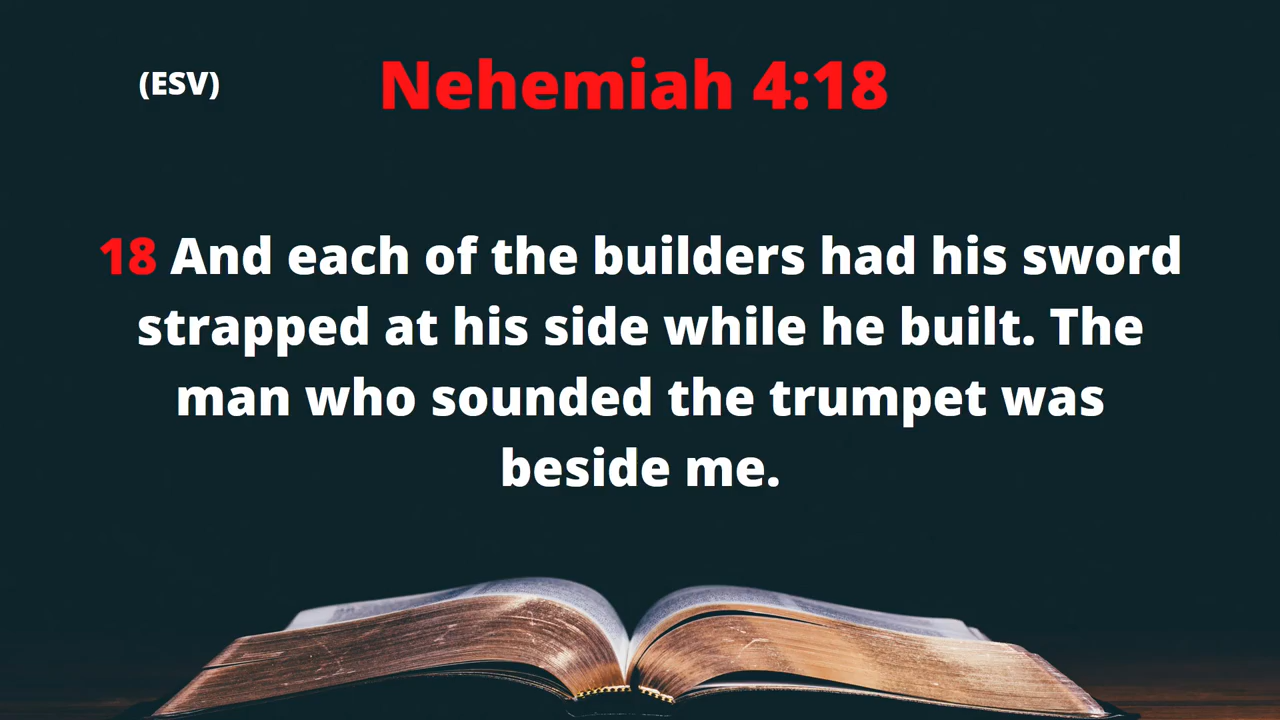 (ESV)
Nehemiah 4:18
18 And each of the builders had his sword
strapped at his side while he built. The
man who sounded the trumpet was
beside me.